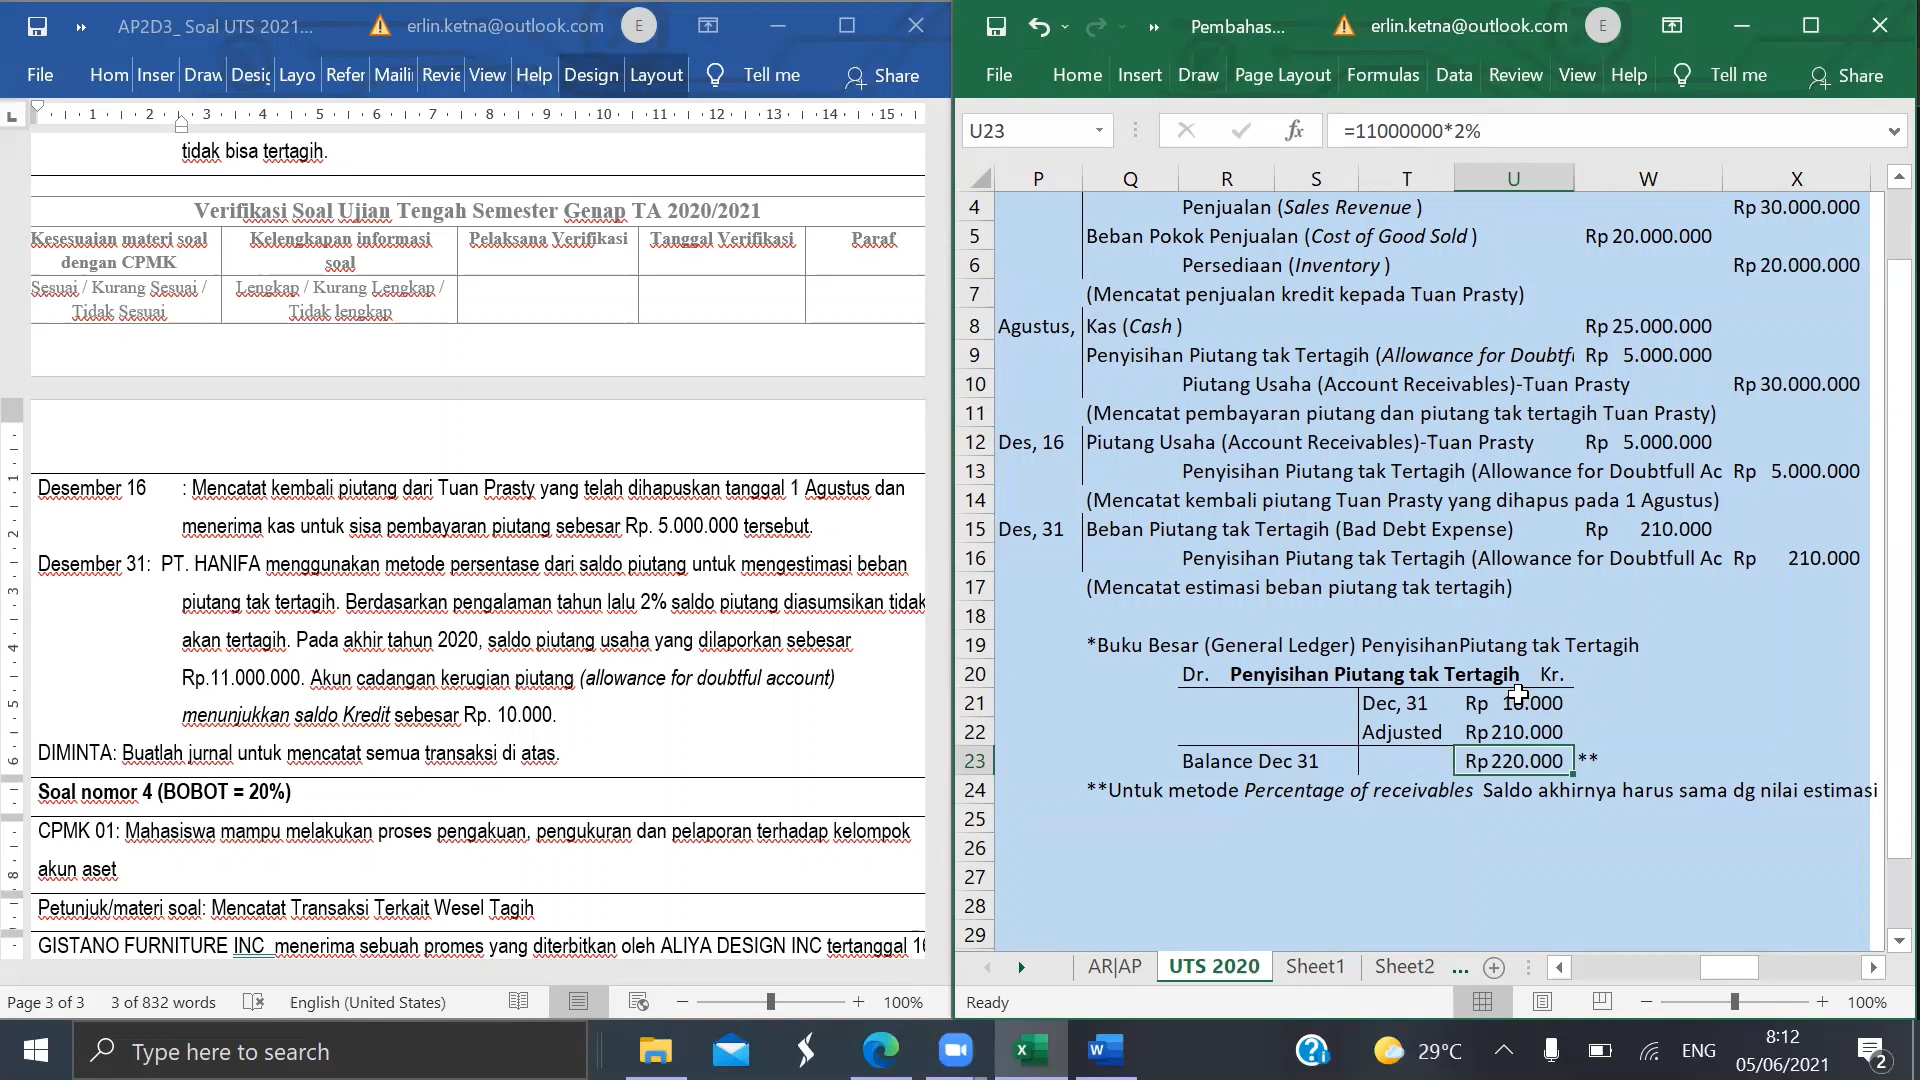 AP2D3_ Soal UTS 2021...
erlin.ketna@outlook.com
E
File
Hom
Inser
Draw
Desig
Layo
Refer
Maili
Revie
View
Help
Design
Layout
Tell me
Share
1 2 3 4 5 6 7 8 9 10 11 12 13 14 15
tidak bisa tertagih.
Verifikasi Soal Ujian Tengah Semester Genap TA 2020/2021
Kesesuaian materi soal dengan CPMK
Kelengkapan informasi soal
Pelaksana Verifikasi
Tanggal Verifikasi
Paraf
Sesuai / Kurang Sesuai / Tidak Sesuai
Lengkap / Kurang Lengkap / Tidak lengkap
Desember 16 : Mencatat kembali piutang dari Tuan Prasty yang telah dihapuskan tanggal 1 Agustus dan
menerima kas untuk sisa pembayaran piutang sebesar Rp. 5.000.000 tersebut.
Desember 31: PT. HANIFA menggunakan metode persentase dari saldo piutang untuk mengestimasi beban
piutang tak tertagih. Berdasarkan pengalaman tahun lalu 2% saldo piutang diasumsikan tidak
akan tertagih. Pada akhir tahun 2020, saldo piutang usaha yang dilaporkan sebesar
Rp.11.000.000. Akun cadangan kerugian piutang (allowance for doubtful account)
menunjukkan saldo Kredit sebesar Rp. 10.000.
DIMINTA: Buatlah jurnal untuk mencatat semua transaksi di atas.
Soal nomor 4 (BOBOT = 20%)
CPMK 01: Mahasiswa mampu melakukan proses pengakuan, pengukuran dan pelaporan terhadap kelompok
akun aset
Petunjuk/materi soal: Mencatat Transaksi Terkait Wesel Tagih
GISTANO FURNITURE INC menerima sebuah promes yang diterbitkan oleh ALIYA DESIGN INC tertanggal 16
Page 3 of 3
3 of 832 words
English (United States)
100%
Pembahas...
erlin.ketna@outlook.com
E
File
Home
Insert
Draw
Page Layout
Formulas
Data
Review
View
Help
Tell me
Share
U23
fx
=11000000*2%
P Q R S T U W X
4 Penjualan (Sales Revenue ) Rp 30.000.000
5 Beban Pokok Penjualan (Cost of Good Sold ) Rp 20.000.000
6 Persediaan (Inventory ) Rp 20.000.000
7 (Mencatat penjualan kredit kepada Tuan Prasty)
8 Agustus, Kas (Cash ) Rp 25.000.000
9 Penyisihan Piutang tak Tertagih (Allowance for Doubtf Rp 5.000.000
10 Piutang Usaha (Account Receivables)-Tuan Prasty Rp 30.000.000
11 (Mencatat pembayaran piutang dan piutang tak tertagih Tuan Prasty)
12 Des, 16 Piutang Usaha (Account Receivables)-Tuan Prasty Rp 5.000.000
13 Penyisihan Piutang tak Tertagih (Allowance for Doubtfull Ac Rp 5.000.000
14 (Mencatat kembali piutang Tuan Prasty yang dihapus pada 1 Agustus)
15 Des, 31 Beban Piutang tak Tertagih (Bad Debt Expense) Rp 210.000
16 Penyisihan Piutang tak Tertagih (Allowance for Doubtfull Ac Rp 210.000
17 (Mencatat estimasi beban piutang tak tertagih)
18
19 *Buku Besar (General Ledger) PenyisihanPiutang tak Tertagih
20 Dr. Penyisihan Piutang tak Tertagih Kr.
21 Dec, 31 Rp 10.000
22 Adjusted Rp 210.000
23 Balance Dec 31 Rp 220.000 **
24 **Untuk metode Percentage of receivables Saldo akhirnya harus sama dg nilai estimasi
25
26
27
28
29
AR|AP
UTS 2020
Sheet1
Sheet2
...
Ready
100%
Type here to search
29°C
ENG
8:12
05/06/2021
2